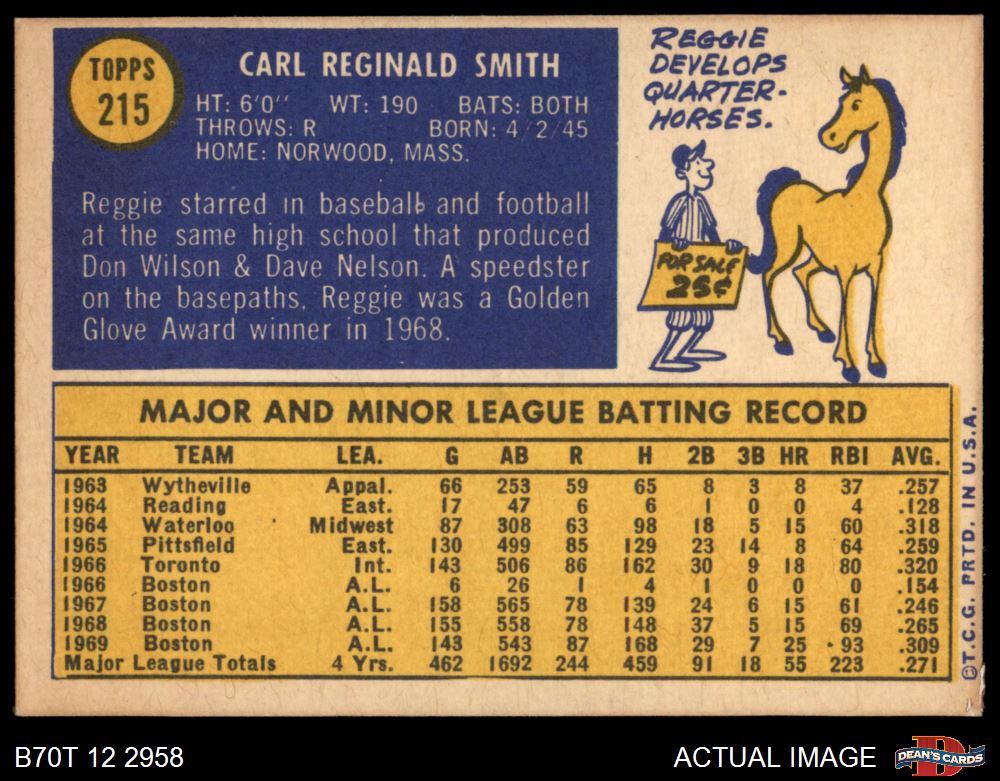 TOPPS
215
CARL REGINALD SMITH
HT: 6'0" WT: 190 BATS: BOTH
THROWS: R BORN: 4/2/45
HOME: NORWOOD, MASS.
Reggie starred in baseball and football
at the same high school that produced
Don Wilson & Dave Nelson. A speedster
on the basepaths, Reggie was a Golden
Glove Award winner in 1968.
REGGIE
DEVELOPS
QUARTER-
HORSES.
FOR SALE
25¢
MAJOR AND MINOR LEAGUE BATTING RECORD
YEAR TEAM LEA. G AB R H 2B 3B HR RBI AVG.
1963 Wytheville Appal. 66 253 59 65 8 3 8 37 .257
1964 Reading East. 17 47 6 6 1 0 0 4 .128
1964 Waterloo Midwest 87 308 63 98 18 5 15 60 .318
1965 Pittsfield East. 130 499 85 129 23 14 8 64 .259
1966 Toronto Int. 143 506 86 162 30 9 18 80 .320
1966 Boston A.L. 6 26 1 4 1 0 0 0 .154
1967 Boston A.L. 158 565 78 139 24 6 15 61 .246
1968 Boston A.L. 155 558 78 148 37 5 15 69 .265
1969 Boston A.L. 143 543 87 168 29 7 25 93 .309
Major League Totals 4 Yrs. 462 1692 244 459 91 18 55 223 .271
©T.C.G. PRTD. IN U.S.A.
B70T 12 2958
ACTUAL IMAGE
DEAN'S CARDS